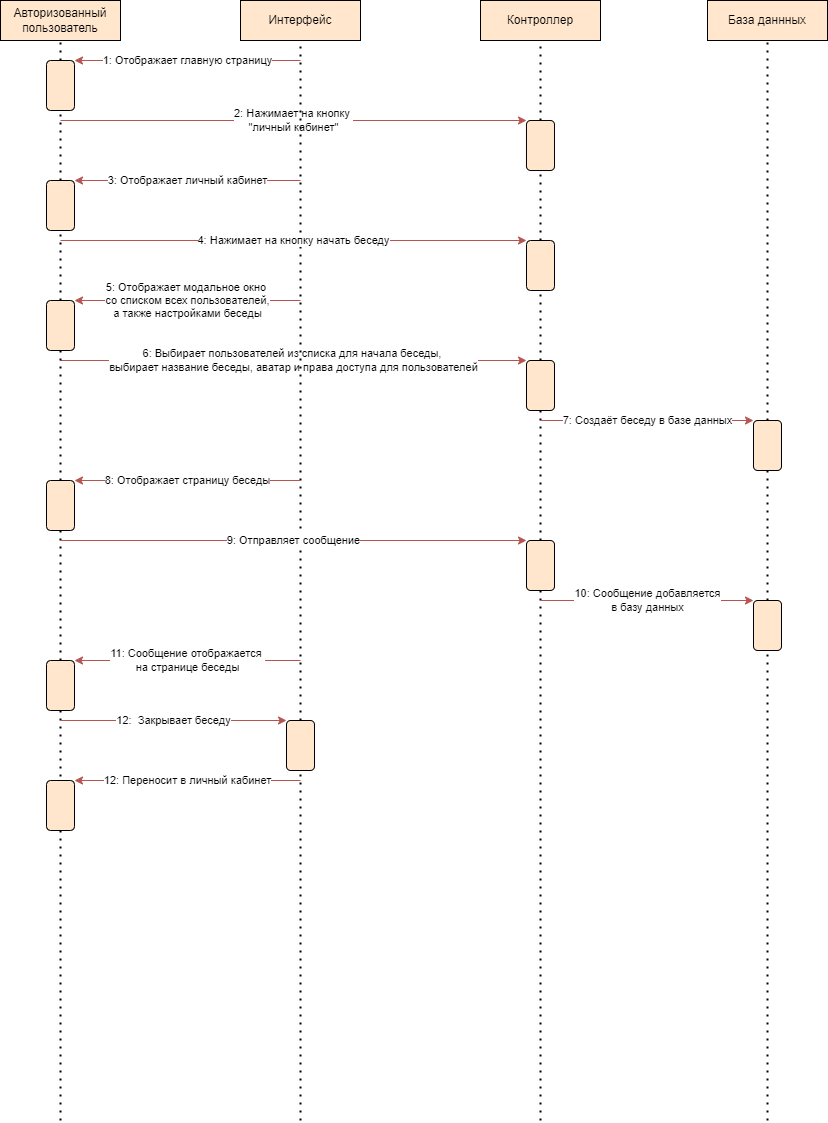 Авторизованный
пользователь
Интерфейс
Контроллер
База даннных
1: Отображает главную страницу
2: Нажимает на кнопку
"личный кабинет"
3: Отображает личный кабинет
4: Нажимает на кнопку начать беседу
5: Отображает модальное окно
со списком всех пользователей,
а также настройками беседы
6: Выбирает пользователей из списка для начала беседы,
выбирает название беседы, аватар и права доступа для пользователей
7: Создаёт беседу в базе данных
8: Отображает страницу беседы
9: Отправляет сообщение
10: Сообщение добавляется
в базу данных
11: Сообщение отображается
на странице беседы
12:  Закрывает беседу
12: Переносит в личный кабинет